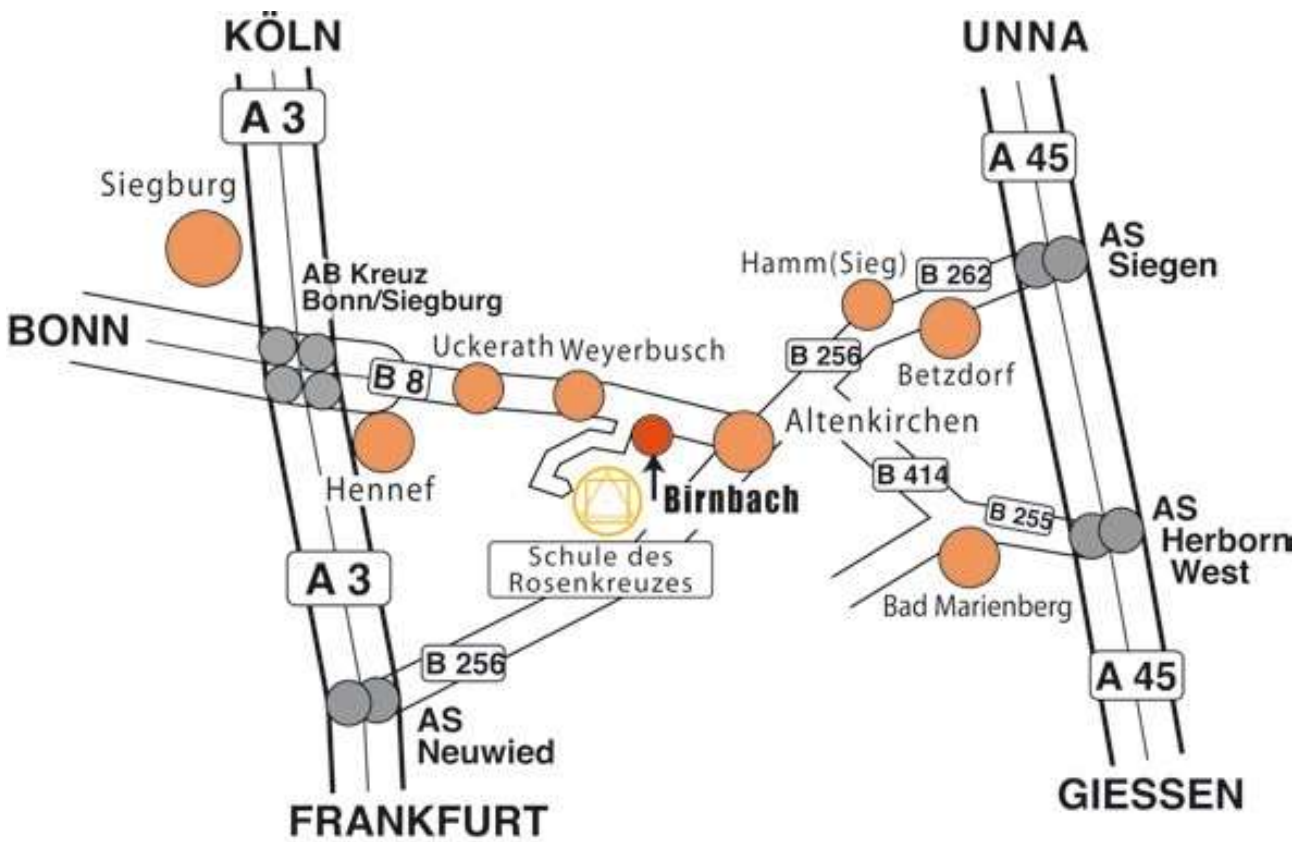 KÖLN
UNNA
A 3
A 45
Siegburg
AS
Siegen
Hamm(Sieg)
B 262
AB Kreuz
Bonn/Siegburg
BONN
Uckerath
Weyerbusch
B 256
B 8
Betzdorf
Altenkirchen
Hennef
B 414
Birnbach
B 255
AS
Herborn
West
Schule des
Rosenkreuzes
A 3
Bad Marienberg
B 256
A 45
AS
Neuwied
GIESSEN
FRANKFURT